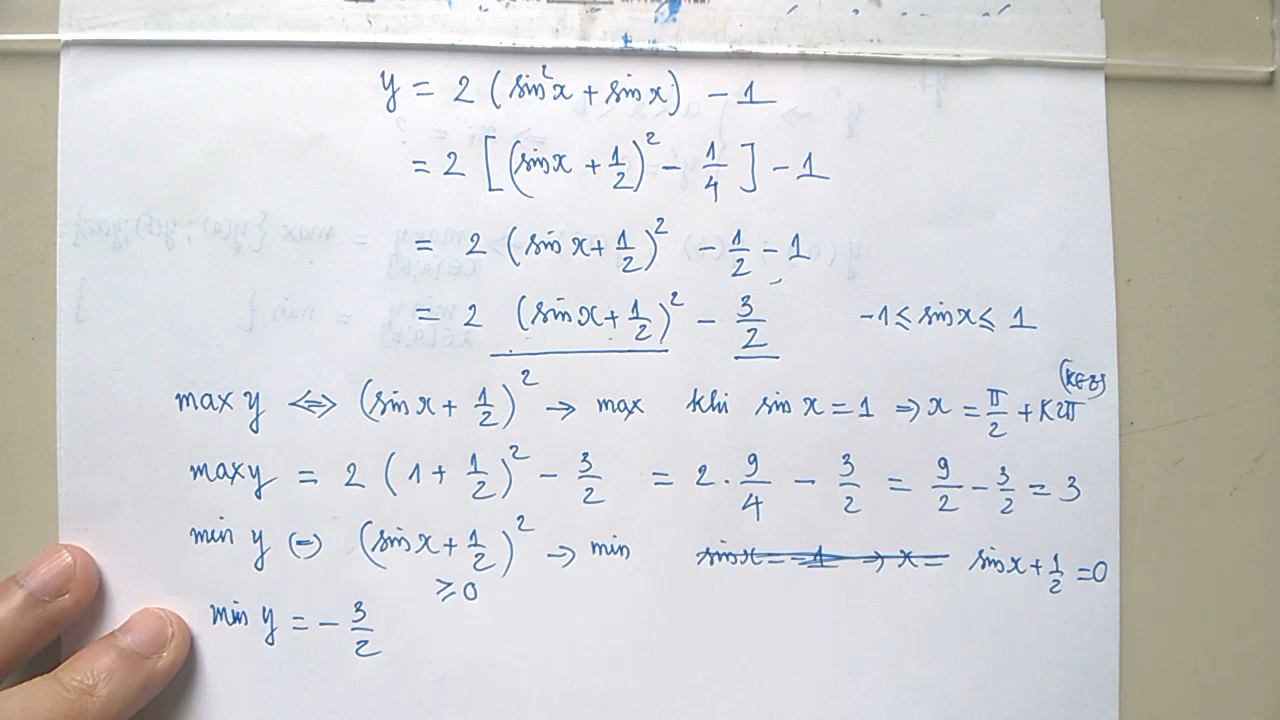 y = 2 (sin²x + sin x) - 1
= 2 [(sin x + 1/2)² - 1/4] - 1
= 2 (sin x + 1/2)² - 1/2 - 1
= 2 (sin x + 1/2)² - 3/2 -1 ≤ sin x ≤ 1
max y ⇔ (sin x + 1/2)² → max khi sin x = 1 ⇒ x = π/2 + K2π (K∈Z)
max y = 2 (1 + 1/2)² - 3/2 = 2 . 9/4 - 3/2 = 9/2 - 3/2 = 3
min y ⇔ (sin x + 1/2)² → min sin x = -1 → x = sin x + 1/2 = 0
≥ 0
min y = - 3/2